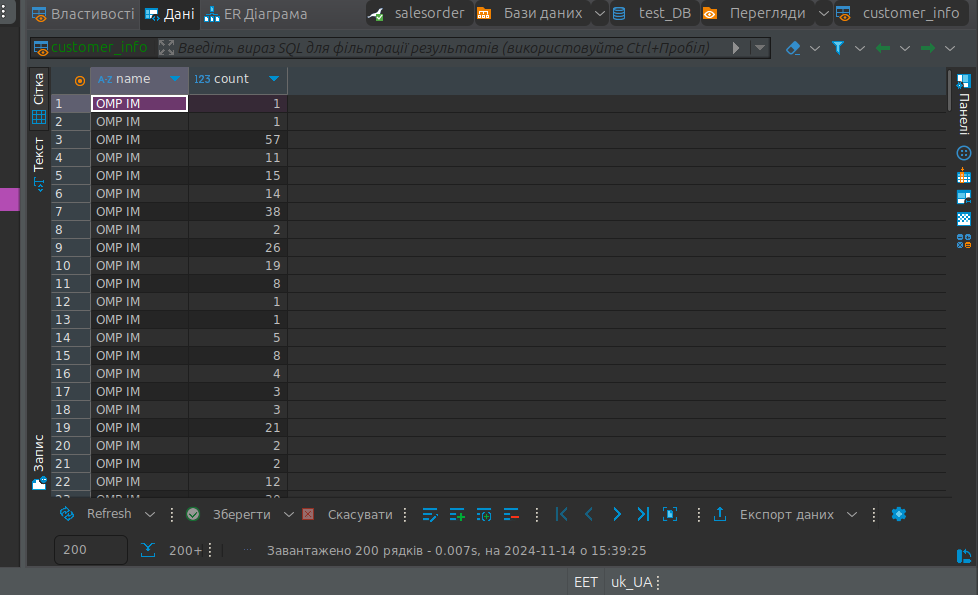 Властивості Дані ER Діаграма salesorder Бази даних test_DB Перегляди customer_info
customer_info Введіть вираз SQL для фільтрації результатів (використовуйте Ctrl+Пробіл)
Сітка
Текст
Запис
Панелі
A-Z name 123 count
1 OMP IM 1
2 OMP IM 1
3 OMP IM 57
4 OMP IM 11
5 OMP IM 15
6 OMP IM 14
7 OMP IM 38
8 OMP IM 2
9 OMP IM 26
10 OMP IM 19
11 OMP IM 8
12 OMP IM 1
13 OMP IM 1
14 OMP IM 5
15 OMP IM 8
16 OMP IM 4
17 OMP IM 3
18 OMP IM 3
19 OMP IM 21
20 OMP IM 2
21 OMP IM 2
22 OMP IM 12
Refresh Зберегти Скасувати Експорт даних
200 200+ Завантажено 200 рядків - 0.007s, на 2024-11-14 о 15:39:25
EET uk_UA